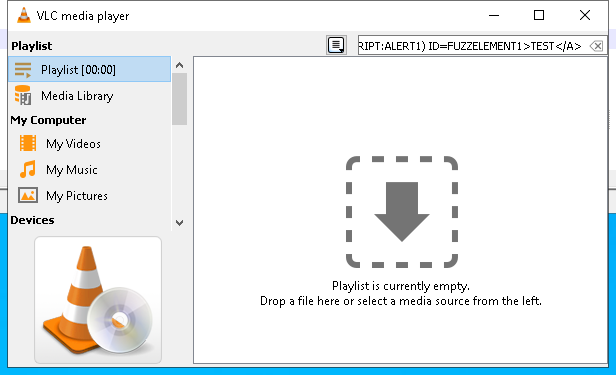 VLC media player
Playlist
RIPT:ALERT1) ID=FUZZELEMENT1>TEST</A>
Playlist [00:00]
Media Library
My Computer
My Videos
My Music
My Pictures
Devices
Playlist is currently empty.
Drop a file here or select a media source from the left.